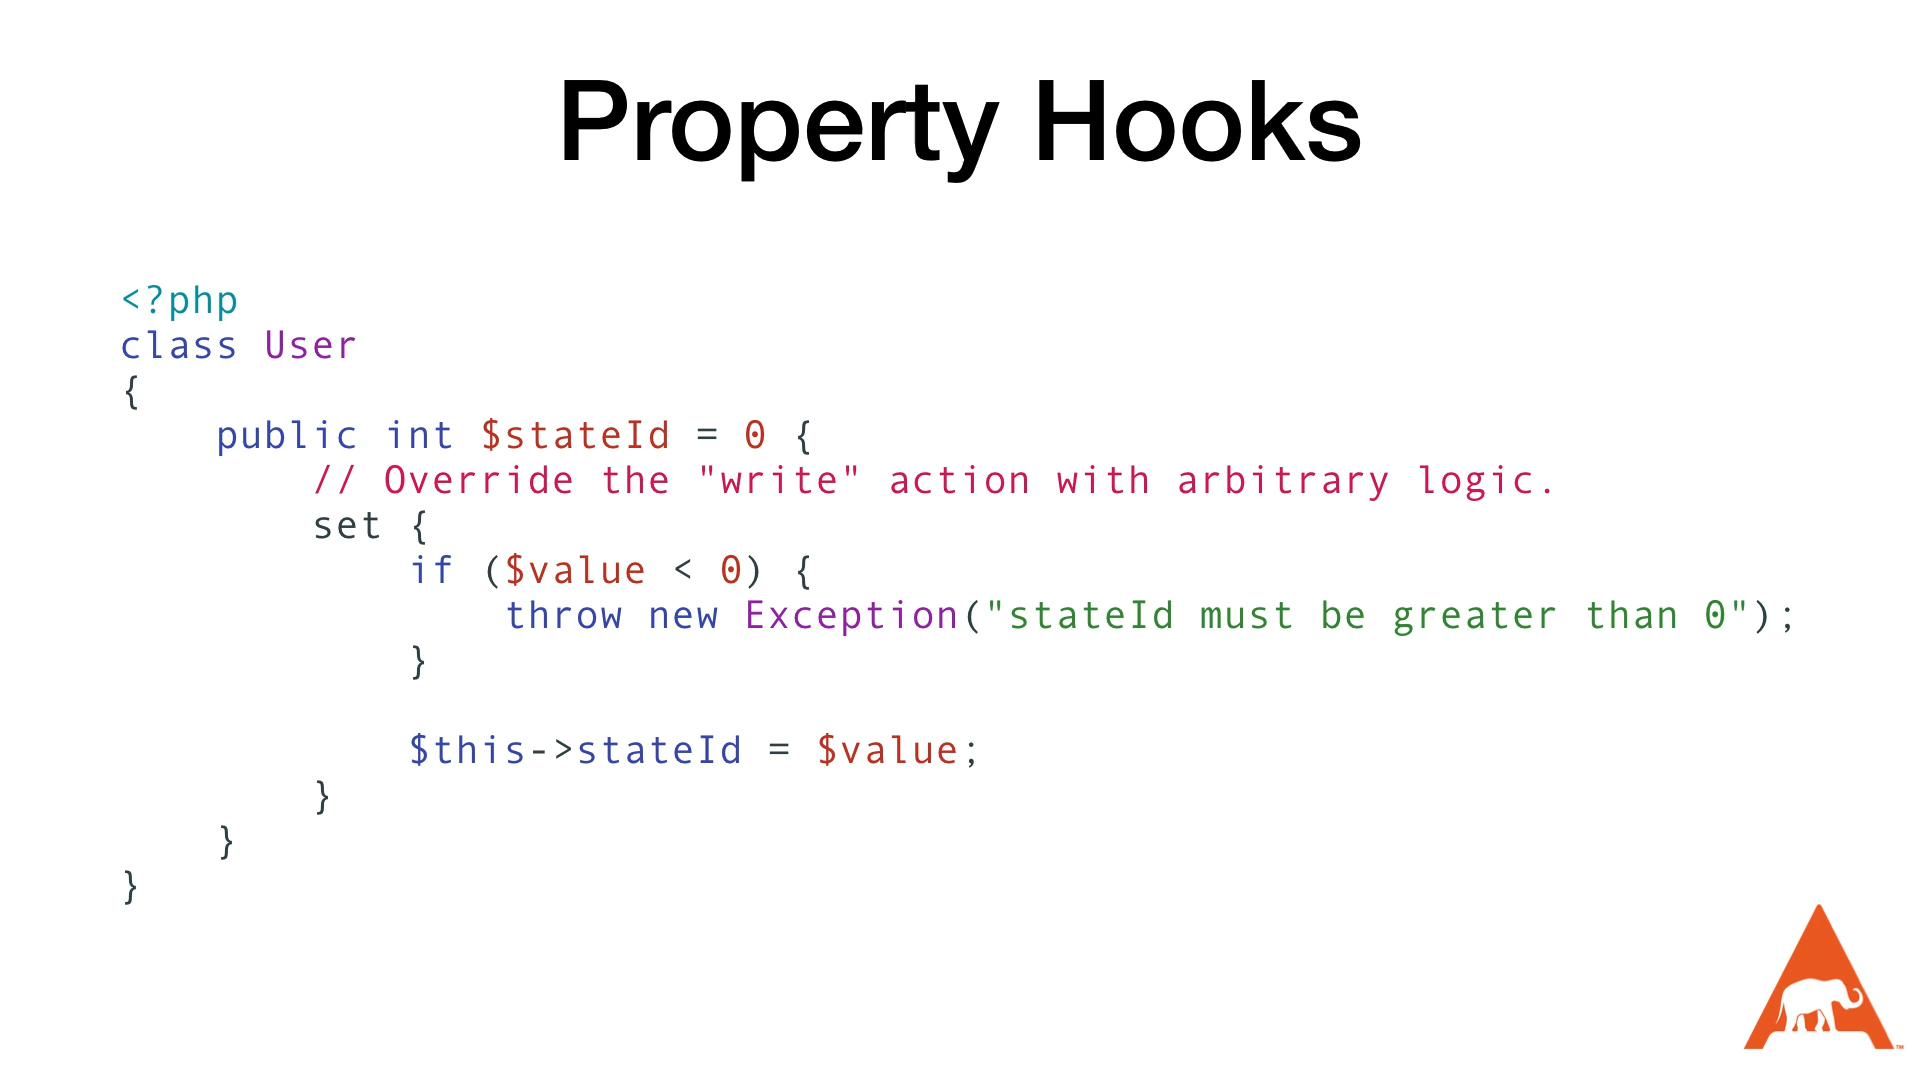 Property Hooks
<?php
class User
{
    public int $stateId = 0 {
        // Override the "write" action with arbitrary logic.
        set {
            if ($value < 0) {
                throw new Exception("stateId must be greater than 0");
            }

            $this->stateId = $value;
        }
    }
}
TM